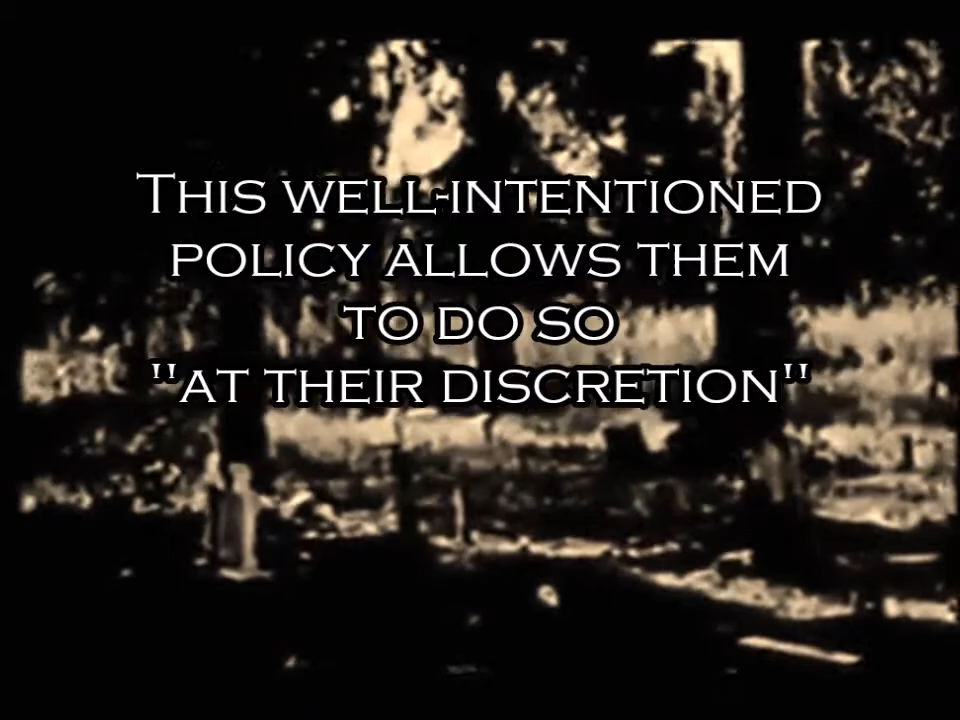 This well-intentioned
policy allows them
to do so
"at their discretion"